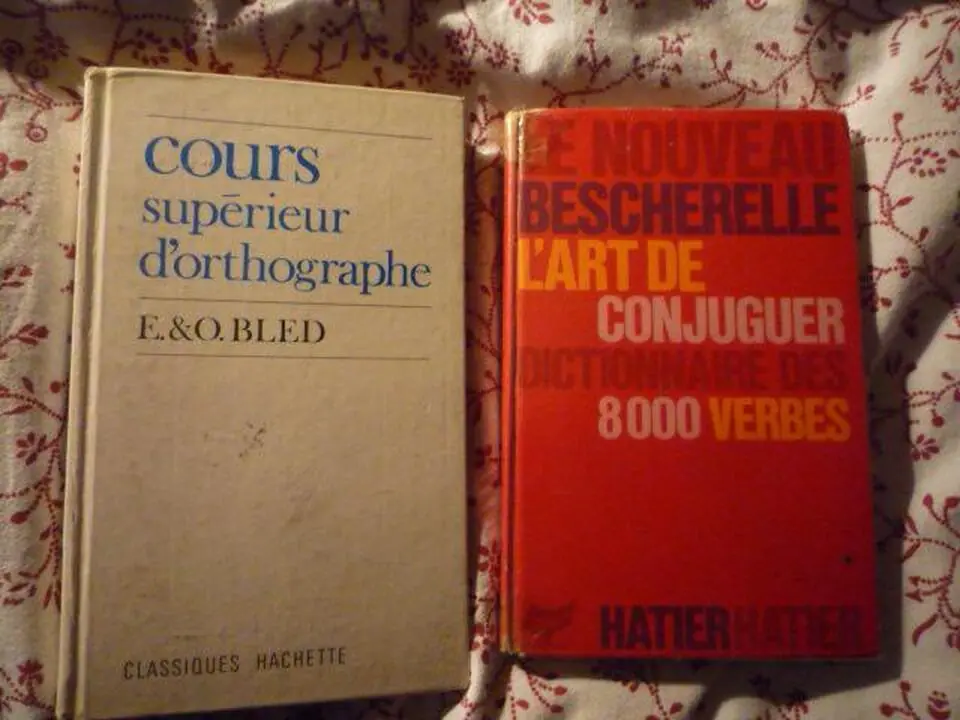 cours
supérieur
d'orthographe
E.&O. BLED
CLASSIQUES HACHETTE
LE NOUVEAU
BESCHERELLE
L'ART DE
CONJUGUER
DICTIONNAIRE DES
8000 VERBES
HATIER HATIER